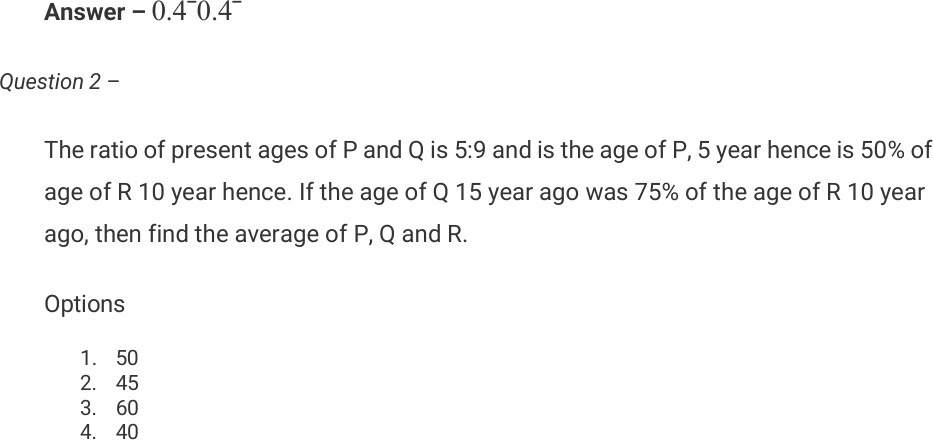 Answer – 0.4¯0.4¯
Question 2 –
The ratio of present ages of P and Q is 5:9 and is the age of P, 5 year hence is 50% of
age of R 10 year hence. If the age of Q 15 year ago was 75% of the age of R 10 year
ago, then find the average of P, Q and R.
Options
1. 50
2. 45
3. 60
4. 40